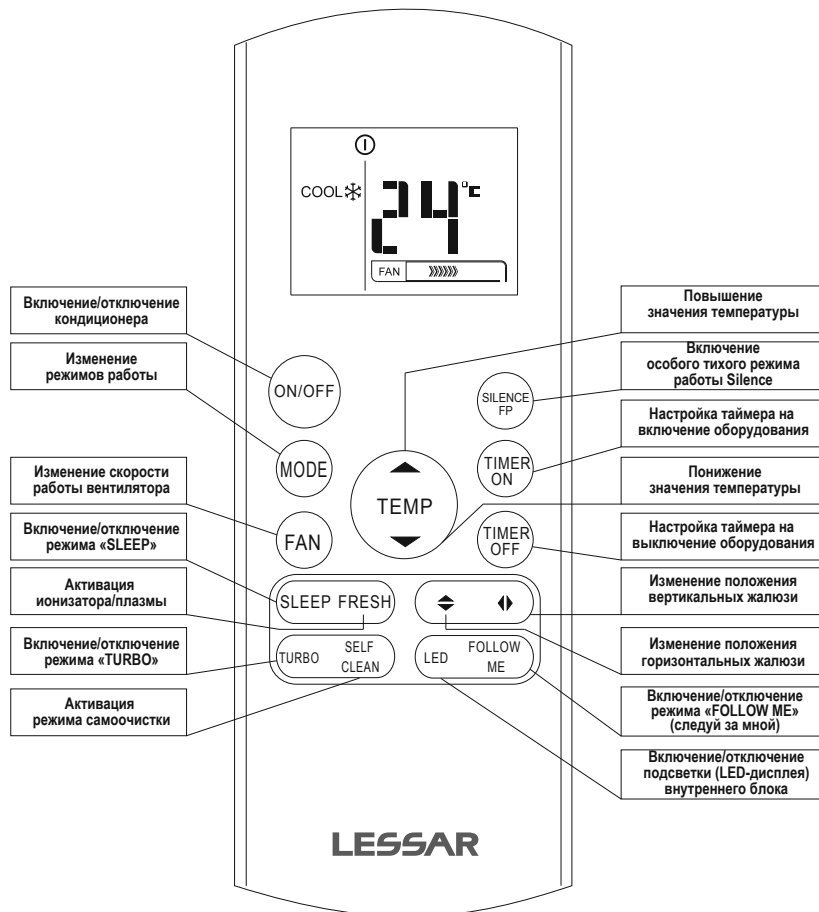 COOL
24°C
FAN
Включение/отключение
кондиционера
Изменение
режимов работы
Изменение скорости
работы вентилятора
Включение/отключение
режима «SLEEP»
Активация
ионизатора/плазмы
Включение/отключение
режима «TURBO»
Активация
режима самоочистки
ON/OFF
MODE
FAN
TEMP
SILENCE
FP
TIMER
ON
TIMER
OFF
SLEEP FRESH
TURBO
SELF
CLEAN
LED
FOLLOW
ME
Повышение
значения температуры
Включение
особого тихого режима
работы Silence
Настройка таймера на
включение оборудования
Понижение
значения температуры
Настройка таймера на
выключение оборудования
Изменение положения
вертикальных жалюзи
Изменение положения
горизонтальных жалюзи
Включение/отключение
режима «FOLLOW ME»
(следуй за мной)
Включение/отключение
подсветки (LED-дисплея)
внутреннего блока
LESSAR